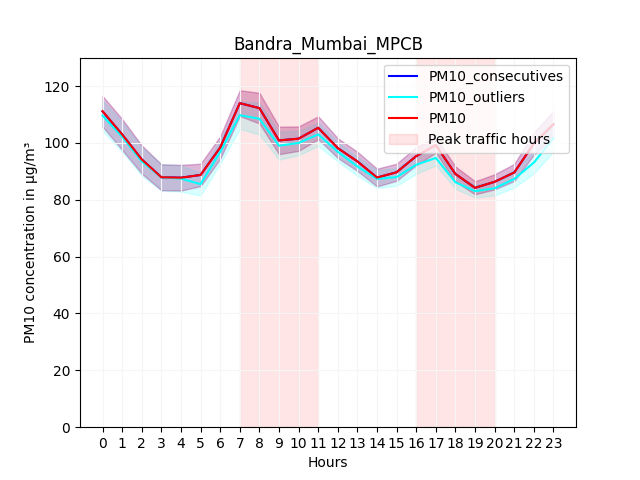 Bandra_Mumbai_MPCB
PM10 concentration in µg/m³
120
100
80
60
40
20
0
PM10_consecutives
PM10_outliers
PM10
Peak traffic hours
0 1 2 3 4 5 6 7 8 9 10 11 12 13 14 15 16 17 18 19 20 21 22 23
Hours